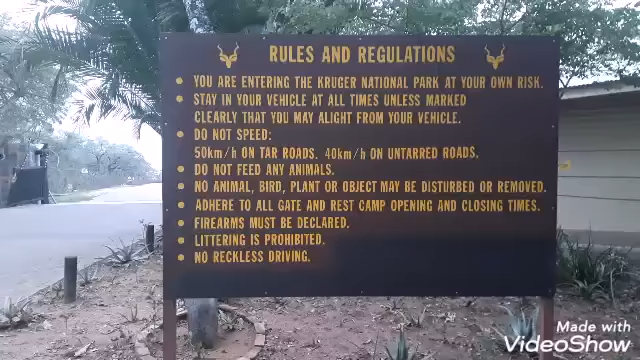 RULES AND REGULATIONS
• YOU ARE ENTERING THE KRUGER NATIONAL PARK AT YOUR OWN RISK.
• STAY IN YOUR VEHICLE AT ALL TIMES UNLESS MARKED
CLEARLY THAT YOU MAY ALIGHT FROM YOUR VEHICLE.
• DO NOT SPEED:
50km/h ON TAR ROADS. 40km/h ON UNTARRED ROADS.
• DO NOT FEED ANY ANIMALS.
• NO ANIMAL, BIRD, PLANT OR OBJECT MAY BE DISTURBED OR REMOVED.
• ADHERE TO ALL GATE AND REST CAMP OPENING AND CLOSING TIMES.
• FIREARMS MUST BE DECLARED.
• LITTERING IS PROHIBITED.
• NO RECKLESS DRIVING.
Made with
VideoShow